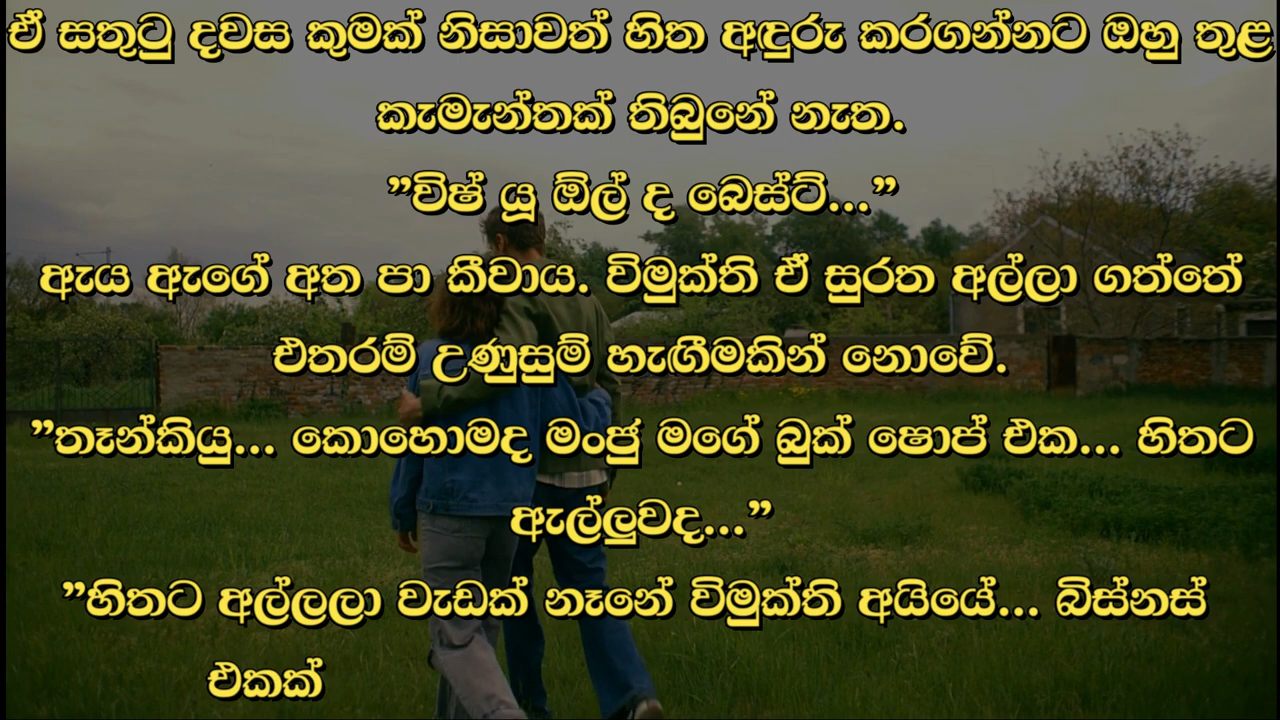 ඒ සතුටු දවස කුමක් නිසාවත් හිත අඳුරු කරගන්නට ඔහු තුළ
කැමැත්තක් තිබුනේ නැත.
”විෂ් යූ ඕල් ද බෙස්ට්...”
ඇය ඇගේ අත පා කීවාය. විමුක්ති ඒ සුරත අල්ලා ගත්තේ
එතරම් උණුසුම් හැඟීමකින් නොවේ.
”තෑන්කියු... කොහොමද මංජු මගේ බුක් ෂොප් එක... හිතට
ඇල්ලුවද...”
”හිතට අල්ලලා වැඩක් නෑනේ විමුක්ති අයියේ... බිස්නස්
එකක්